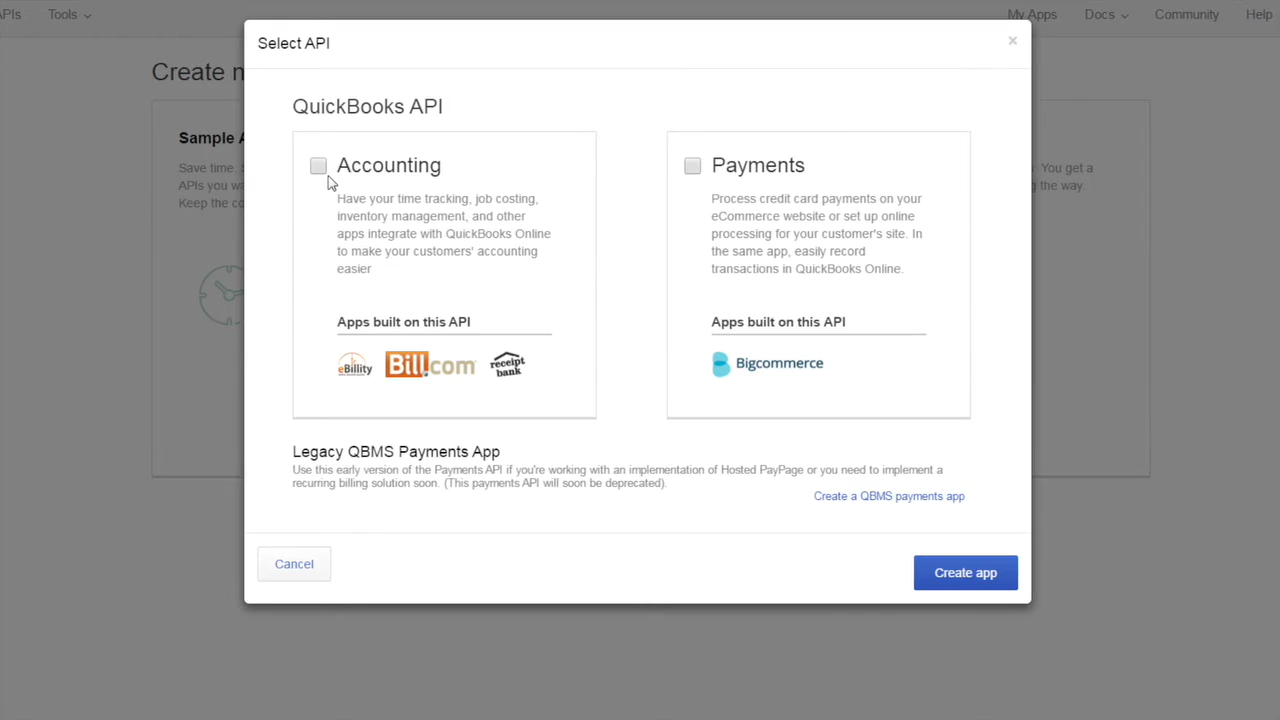 APIs
Tools
My Apps
Docs
Community
Help
Select API
×
Create n
Sample A
Save time.
APIs you wa
Keep the co
You get a
ng the way.
QuickBooks API
Accounting
Have your time tracking, job costing,
inventory management, and other
apps integrate with QuickBooks Online
to make your customers' accounting
easier
Apps built on this API
eBillity
Bill.com
receipt
bank
Payments
Process credit card payments on your
eCommerce website or set up online
processing for your customer's site. In
the same app, easily record
transactions in QuickBooks Online.
Apps built on this API
Bigcommerce
Legacy QBMS Payments App
Use this early version of the Payments API if you're working with an implementation of Hosted PayPage or you need to implement a
recurring billing solution soon. (This payments API will soon be deprecated).
Create a QBMS payments app
Cancel
Create app